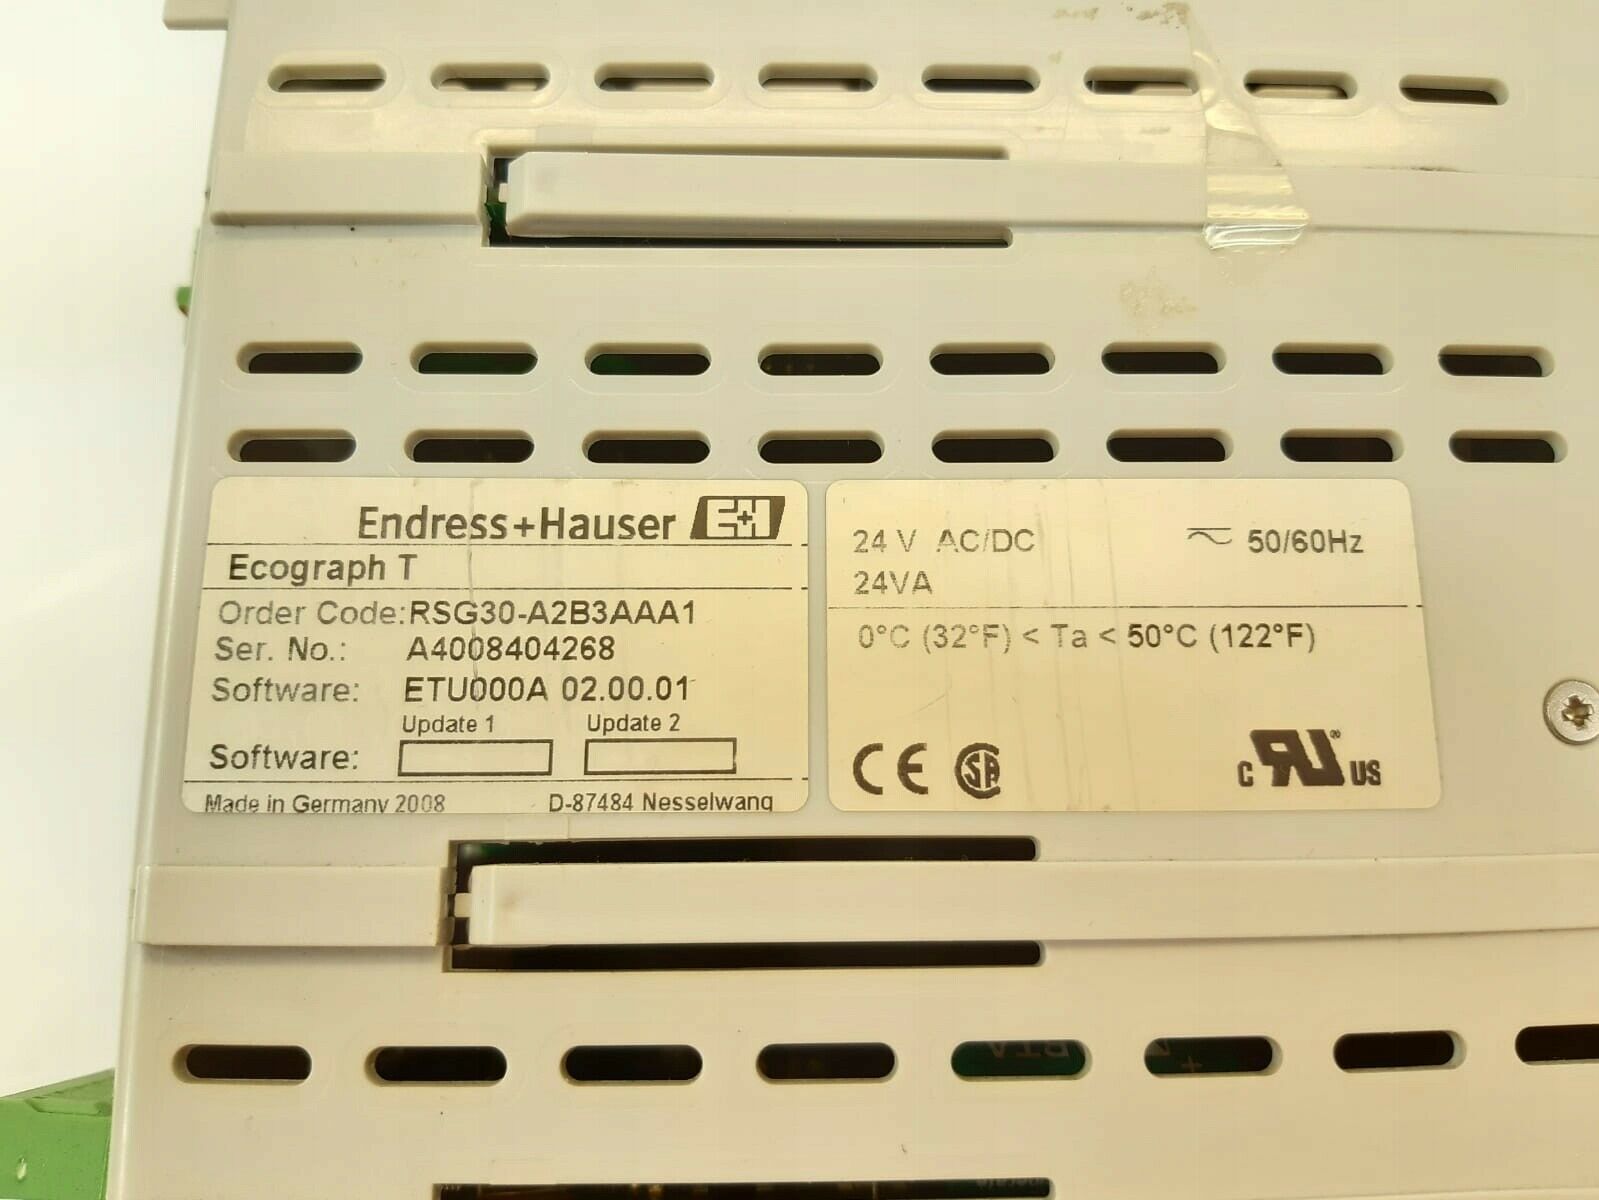 Endress+Hauser E+H
Ecograph T
Order Code: RSG30-A2B3AAA1
Ser. No.: A4008404268
Software: ETU000A 02.00.01
Update 1 Update 2
Software:
Made in Germany 2008 D-87484 Nesselwang
24 V AC/DC 50/60Hz
24VA
0°C (32°F) < Ta < 50°C (122°F)
CE SA C RU ® US